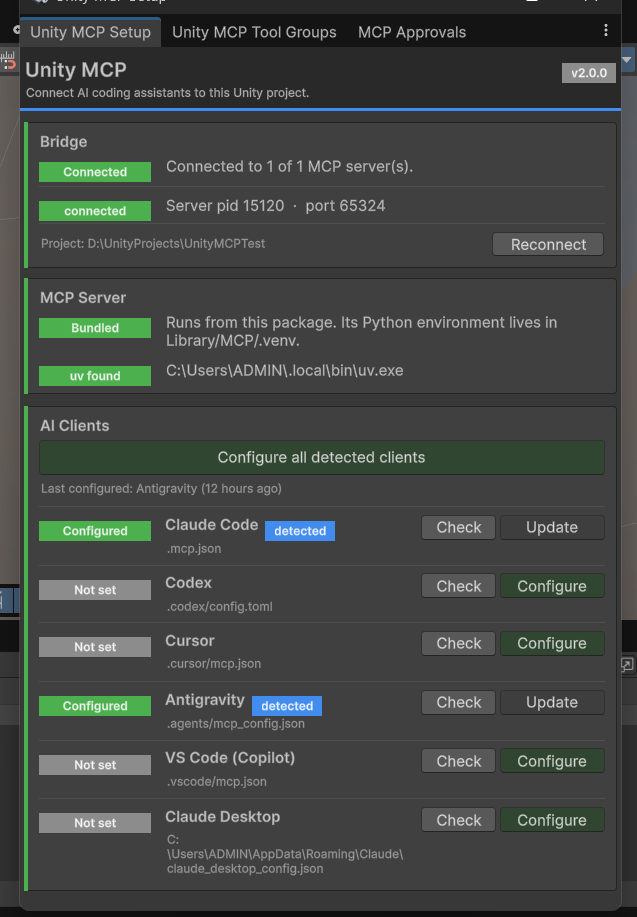 Unity MCP Setup
Unity MCP Setup
Unity MCP Tool Groups
MCP Approvals
Unity MCP
v2.0.0
Connect AI coding assistants to this Unity project.
Bridge
Connected
Connected to 1 of 1 MCP server(s).
connected
Server pid 15120 · port 65324
Project: D:\UnityProjects\UnityMCPTest
Reconnect
MCP Server
Bundled
Runs from this package. Its Python environment lives in
Library/MCP/.venv.
uv found
C:\Users\ADMIN\.local\bin\uv.exe
AI Clients
Configure all detected clients
Last configured: Antigravity (12 hours ago)
Configured
Claude Code
detected
.mcp.json
Check
Update
Not set
Codex
.codex/config.toml
Check
Configure
Not set
Cursor
.cursor/mcp.json
Check
Configure
Configured
Antigravity
detected
.agents/mcp_config.json
Check
Update
Not set
VS Code (Copilot)
.vscode/mcp.json
Check
Configure
Not set
Claude Desktop
C:
\Users\ADMIN\AppData\Roaming\Claude\
claude_desktop_config.json
Check
Configure